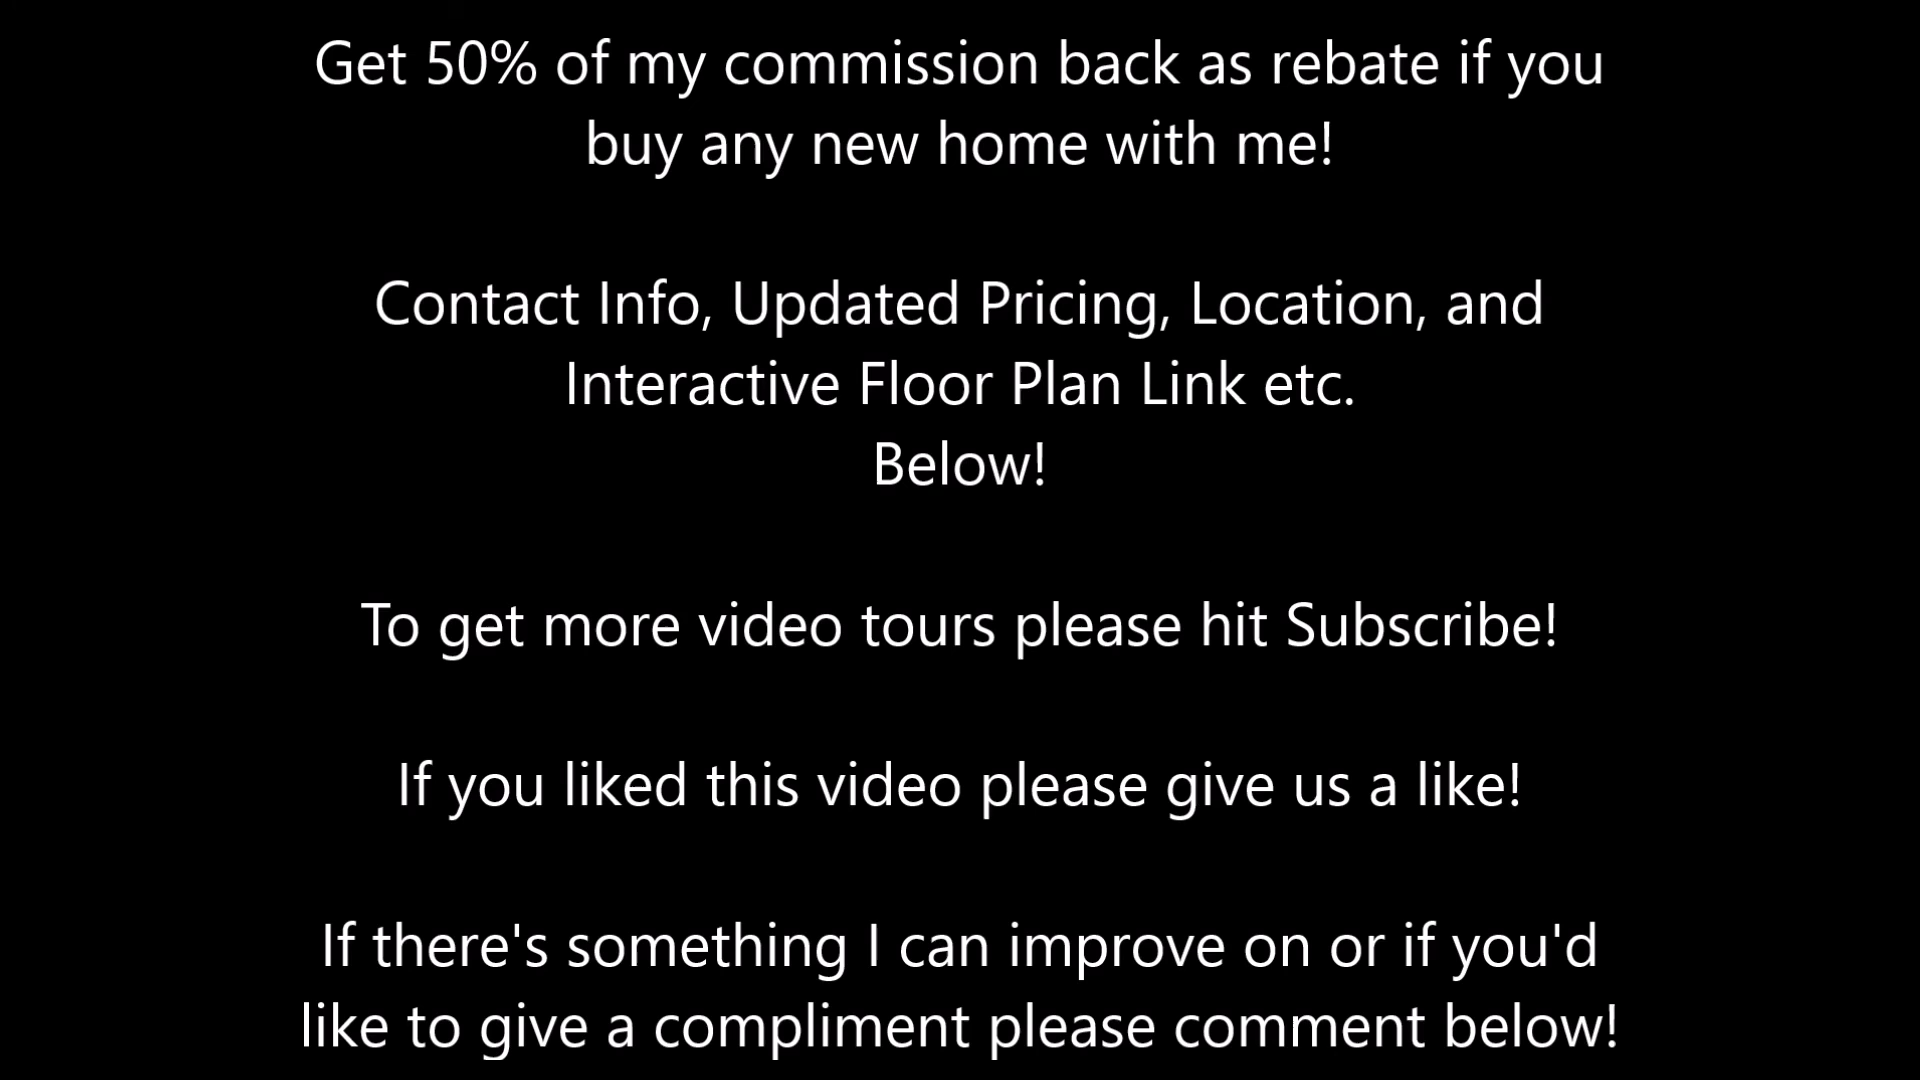 Get 50% of my commission back as rebate if you
buy any new home with me!
Contact Info, Updated Pricing, Location, and
Interactive Floor Plan Link etc.
Below!
To get more video tours please hit Subscribe!
If you liked this video please give us a like!
If there's something I can improve on or if you'd
like to give a compliment please comment below!